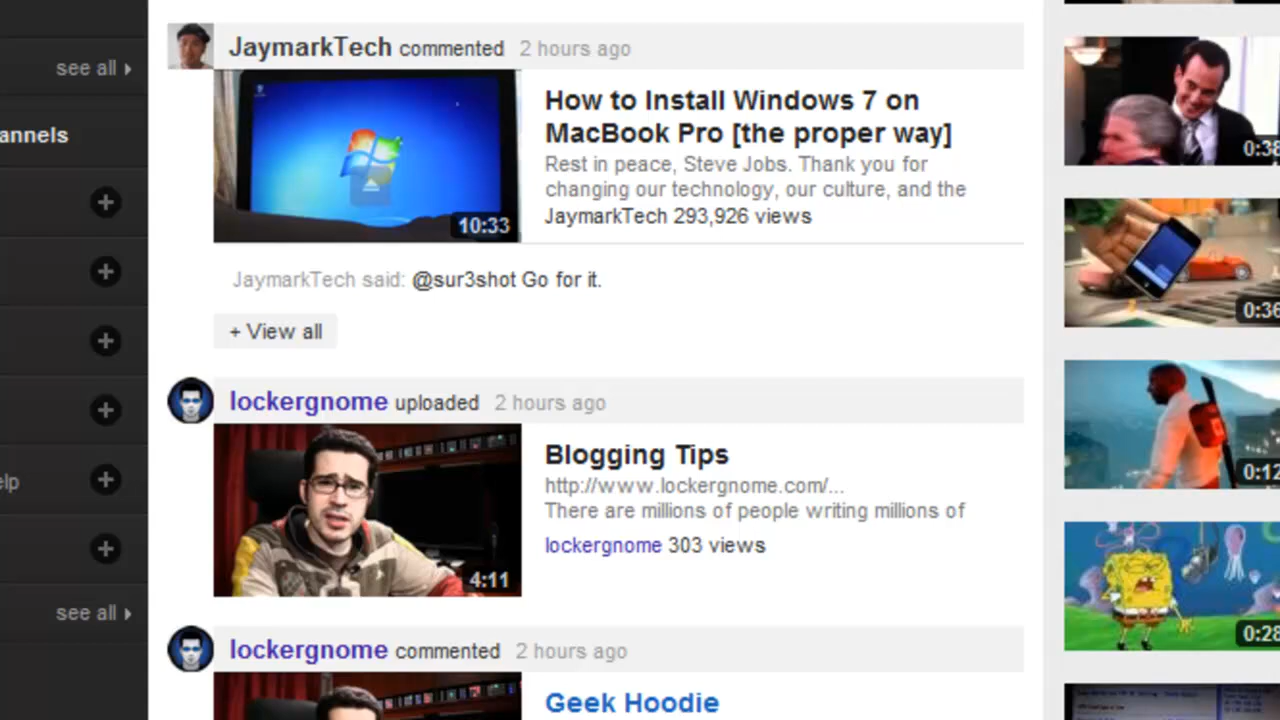 see all
annels
elp
see all
JaymarkTech commented 2 hours ago
10:33
How to Install Windows 7 on
MacBook Pro [the proper way]
Rest in peace, Steve Jobs. Thank you for
changing our technology, our culture, and the
JaymarkTech 293,926 views
JaymarkTech said: @sur3shot Go for it.
+ View all
lockergnome uploaded 2 hours ago
4:11
Blogging Tips
http://www.lockergnome.com/...
There are millions of people writing millions of
lockergnome 303 views
lockergnome commented 2 hours ago
Geek Hoodie
0:38
0:36
0:12
0:28